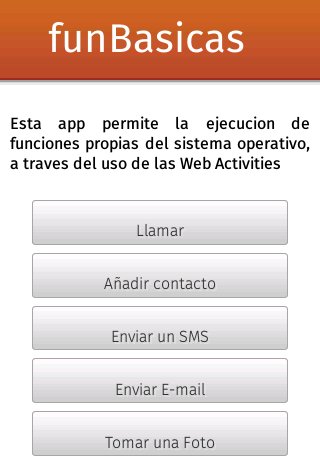 funBasicas
Esta app permite la ejecucion de
funciones propias del sistema operativo,
a traves del uso de las Web Activities
Llamar
Añadir contacto
Enviar un SMS
Enviar E-mail
Tomar una Foto